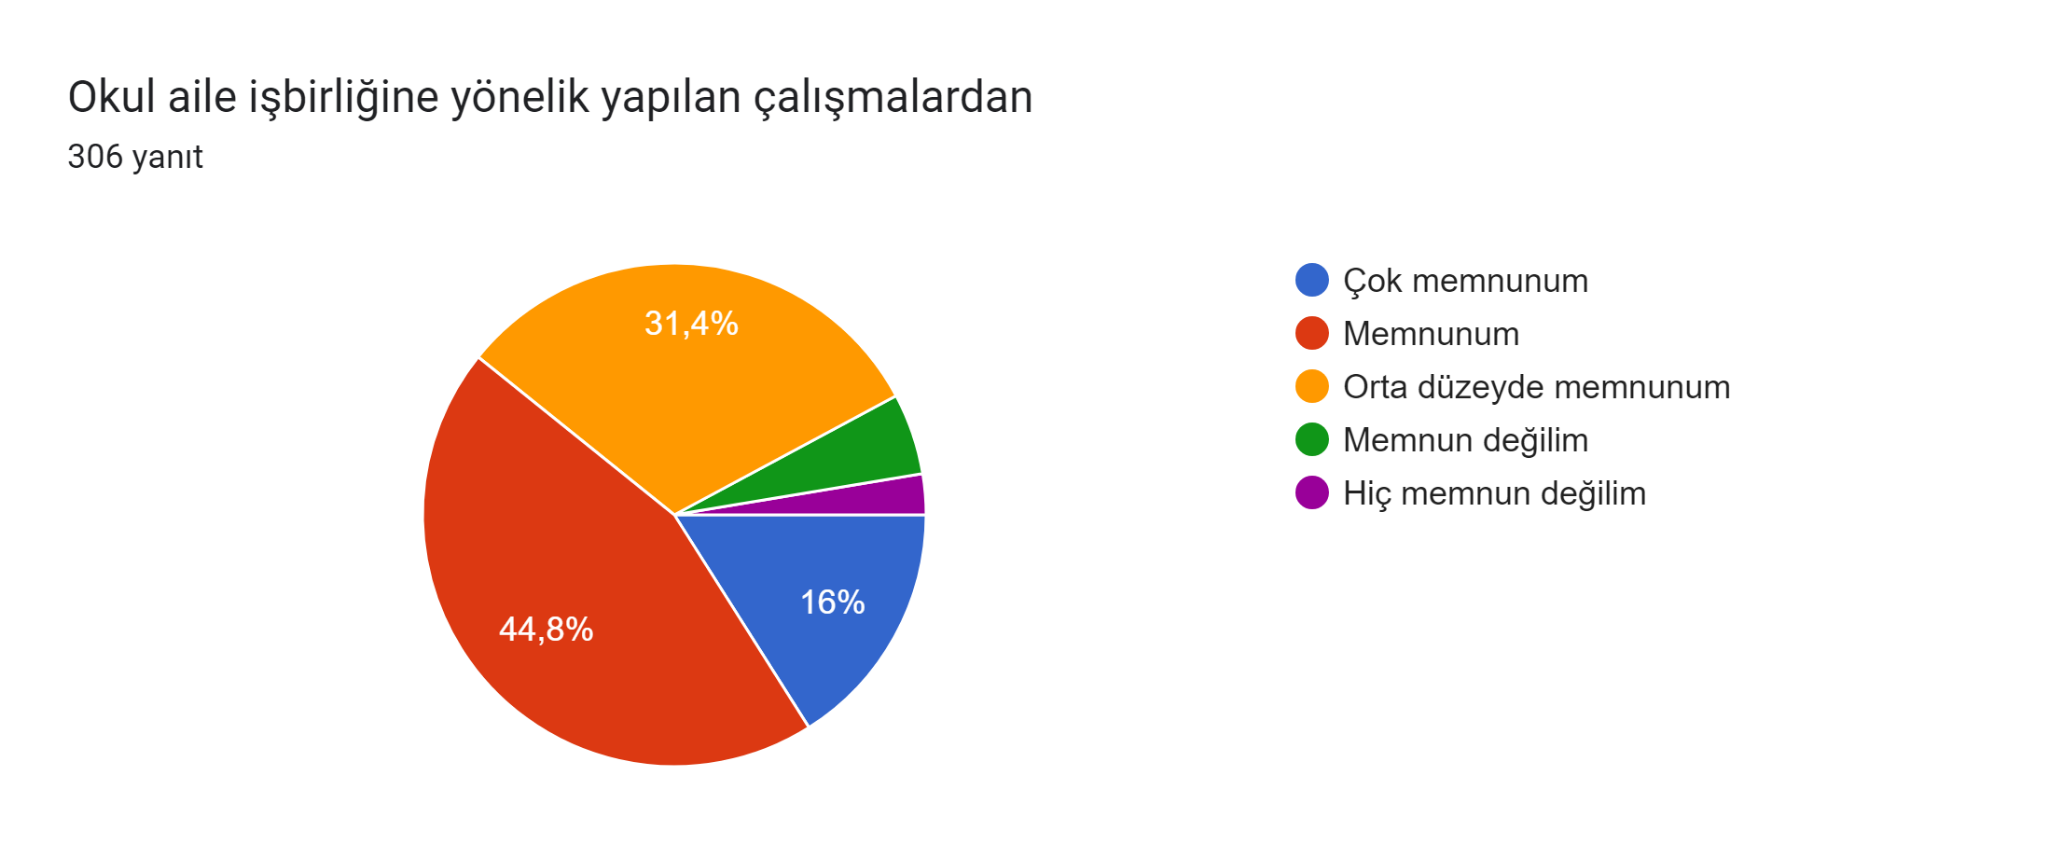 Okul aile işbirliğine yönelik yapılan çalışmalardan
306 yanıt
31,4%
44,8%
16%
Çok memnunum
Memnunum
Orta düzeyde memnunum
Memnun değilim
Hiç memnun değilim